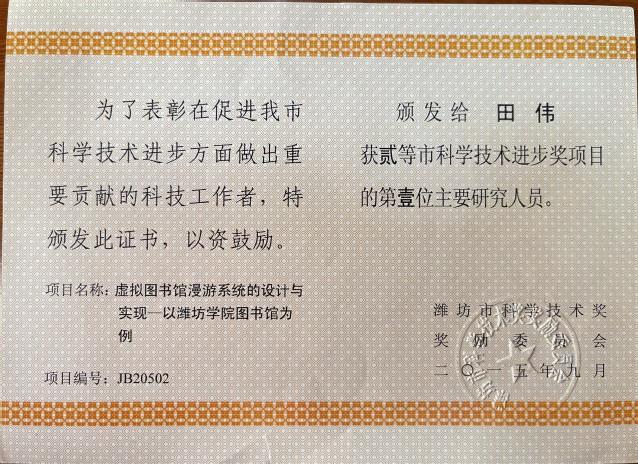 为了表彰在促进我市
科学技术进步方面做出重
要贡献的科技工作者，特
颁发此证书，以资鼓励。
项目名称：虚拟图书馆漫游系统的设计与
实现—以潍坊学院图书馆为
例
项目编号：JB20502
颁发给 田 伟
获贰等市科学技术进步奖项目
的第壹位主要研究人员。
潍坊市科学技术奖
奖励委员会
二〇一五年九月